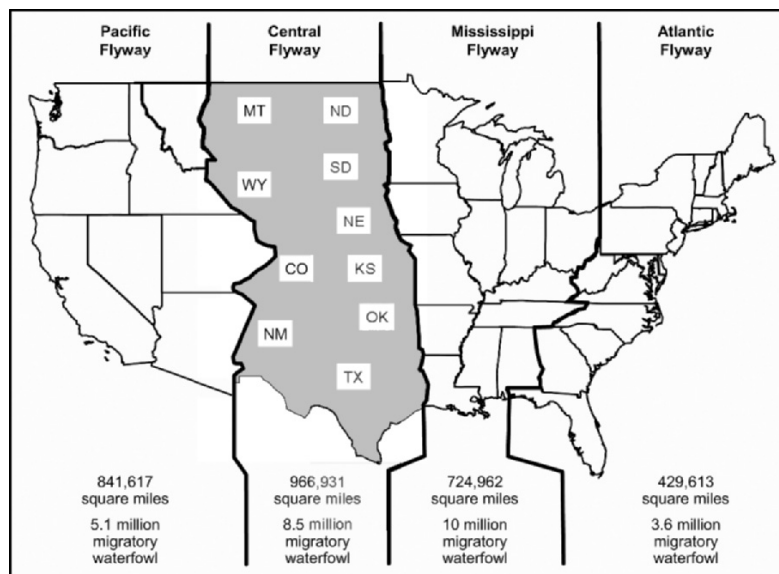 Pacific
Flyway
Central
Flyway
Mississippi
Flyway
Atlantic
Flyway
MT
ND
SD
WY
NE
CO
KS
OK
NM
TX
841,617
square miles
5.1 million
migratory
waterfowl
966,931
square miles
8.5 million
migratory
waterfowl
724,962
square miles
10 million
migratory
waterfowl
429,613
square miles
3.6 million
migratory
waterfowl